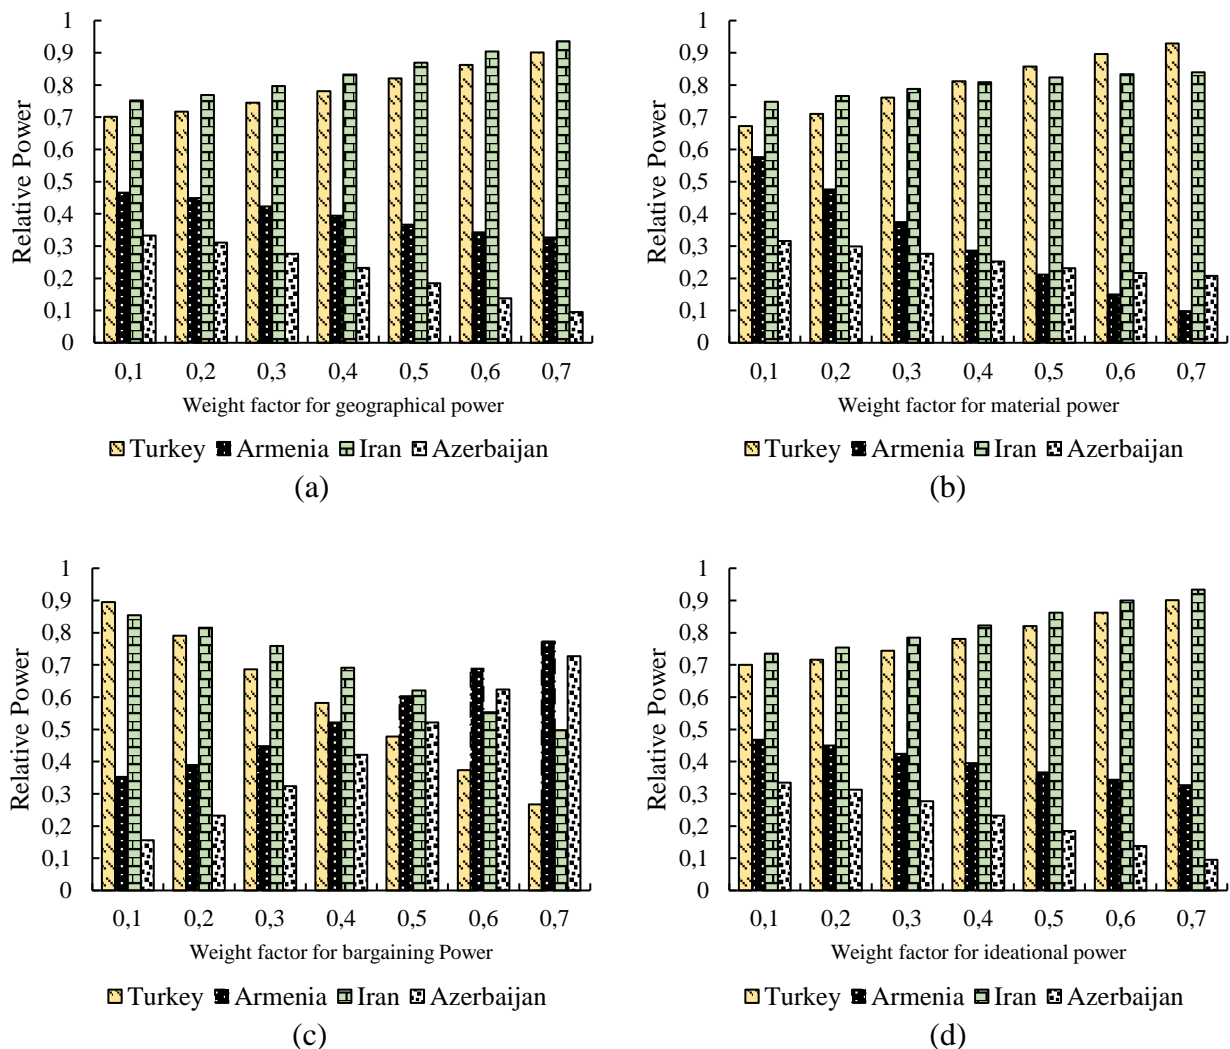 1
0,9
0,8
0,7
0,6
0,5
0,4
0,3
0,2
0,1
0
Relative Power
0,1 0,2 0,3 0,4 0,5 0,6 0,7
Weight factor for geographical power
Turkey Armenia Iran Azerbaijan
(a)
1
0,9
0,8
0,7
0,6
0,5
0,4
0,3
0,2
0,1
0
Relative Power
0,1 0,2 0,3 0,4 0,5 0,6 0,7
Weight factor for material power
Turkey Armenia Iran Azerbaijan
(b)
1
0,9
0,8
0,7
0,6
0,5
0,4
0,3
0,2
0,1
0
Relative Power
0,1 0,2 0,3 0,4 0,5 0,6 0,7
Weight factor for bargaining Power
Turkey Armenia Iran Azerbaijan
(c)
1
0,9
0,8
0,7
0,6
0,5
0,4
0,3
0,2
0,1
0
Relative Power
0,1 0,2 0,3 0,4 0,5 0,6 0,7
Weight factor for ideational power
Turkey Armenia Iran Azerbaijan
(d)